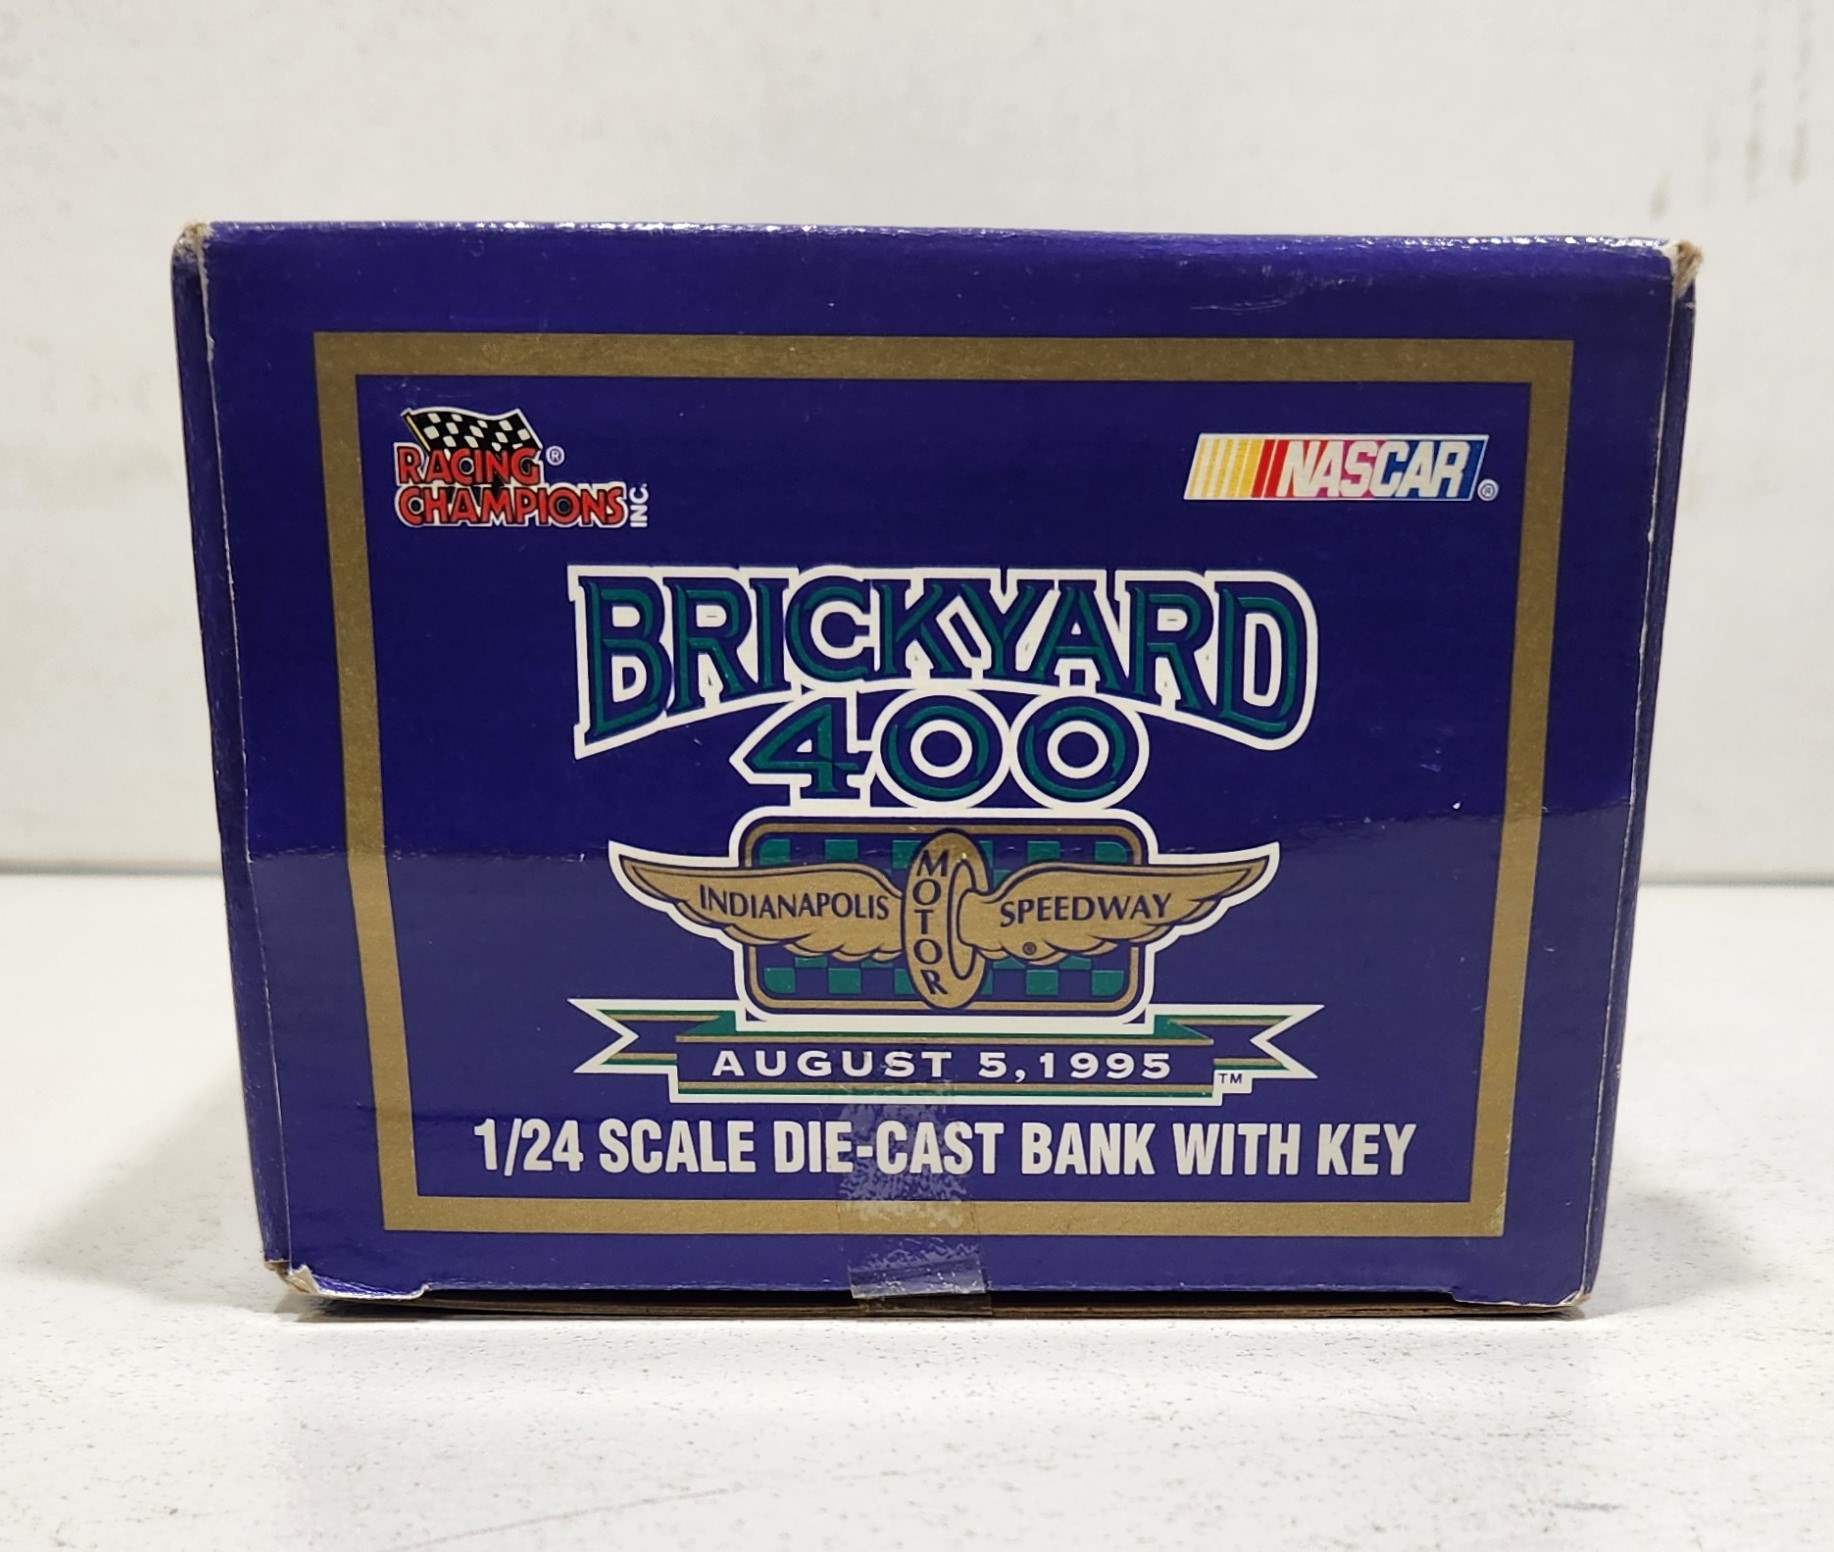 RACING®
CHAMPIONS INC.
NASCAR®
BRICKYARD
400
INDIANAPOLIS MOTOR SPEEDWAY®
AUGUST 5, 1995 TM
1/24 SCALE DIE-CAST BANK WITH KEY